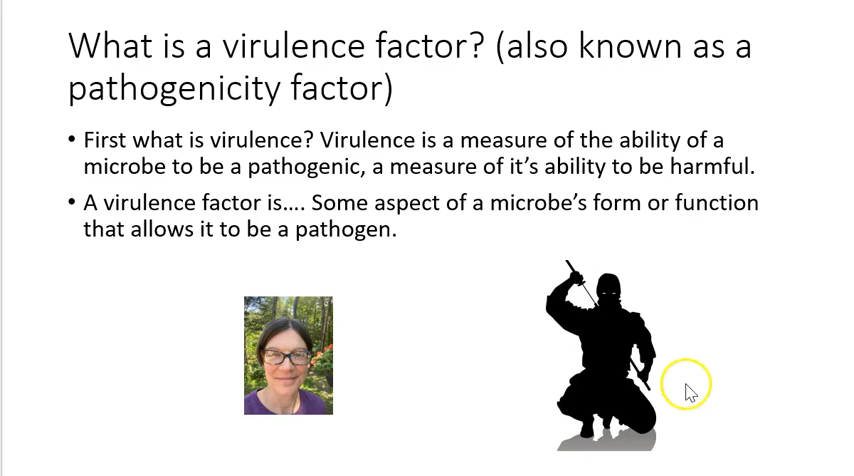 What is a virulence factor? (also known as a
pathogenicity factor)
• First what is virulence? Virulence is a measure of the ability of a
microbe to be a pathogenic, a measure of it’s ability to be harmful.
• A virulence factor is…. Some aspect of a microbe’s form or function
that allows it to be a pathogen.